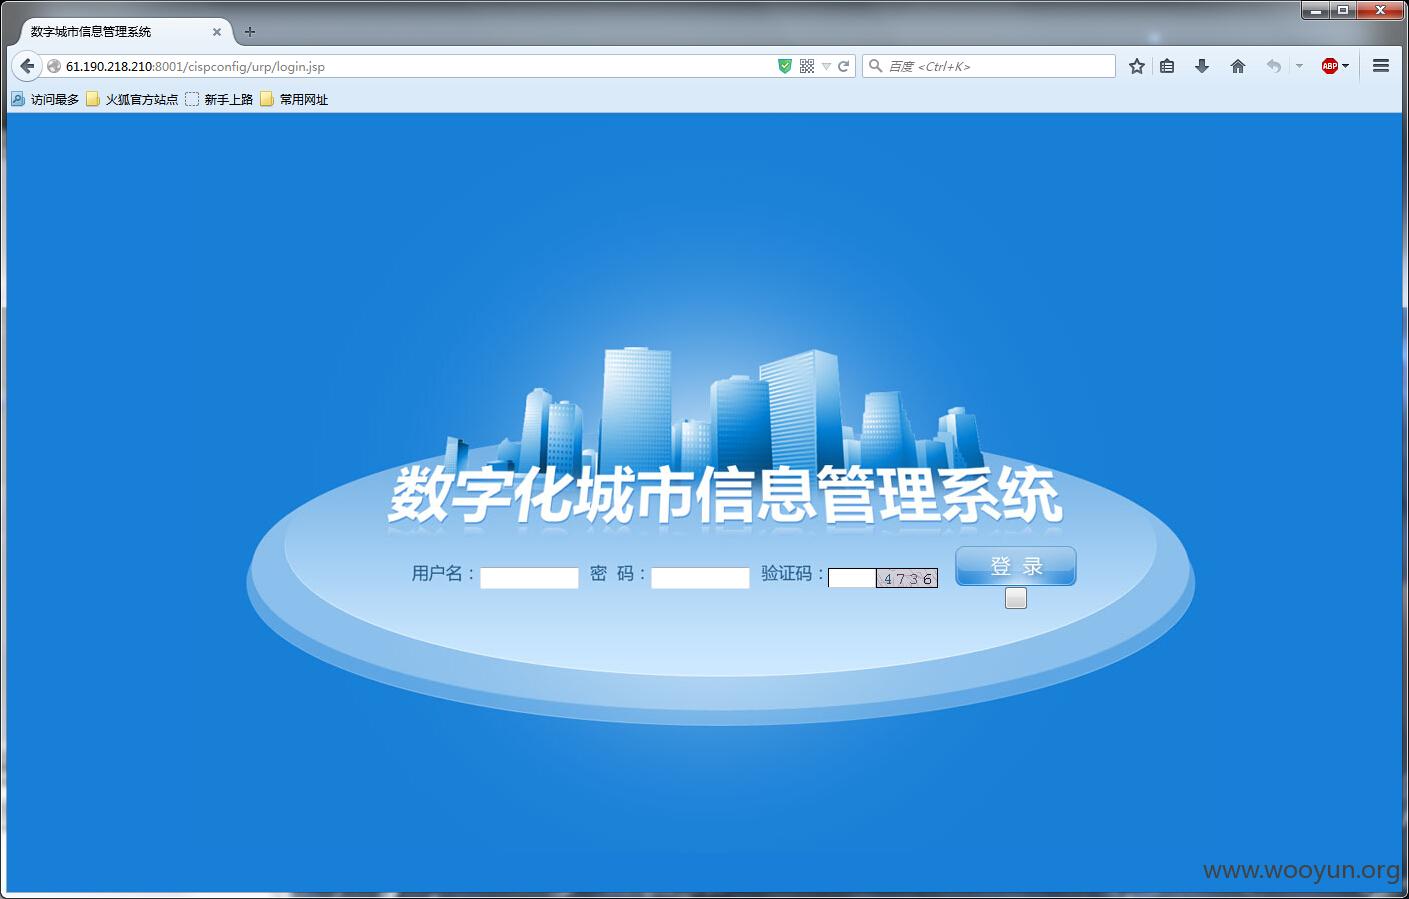 数字城市信息管理系统
61.190.218.210:8001/cispconfig/urp/login.jsp
百度 <Ctrl+K>
ABP
访问最多 火狐官方站点 新手上路 常用网址
数字化城市信息管理系统
用户名： 密 码： 验证码： 4736 登 录
www.wooyun.org